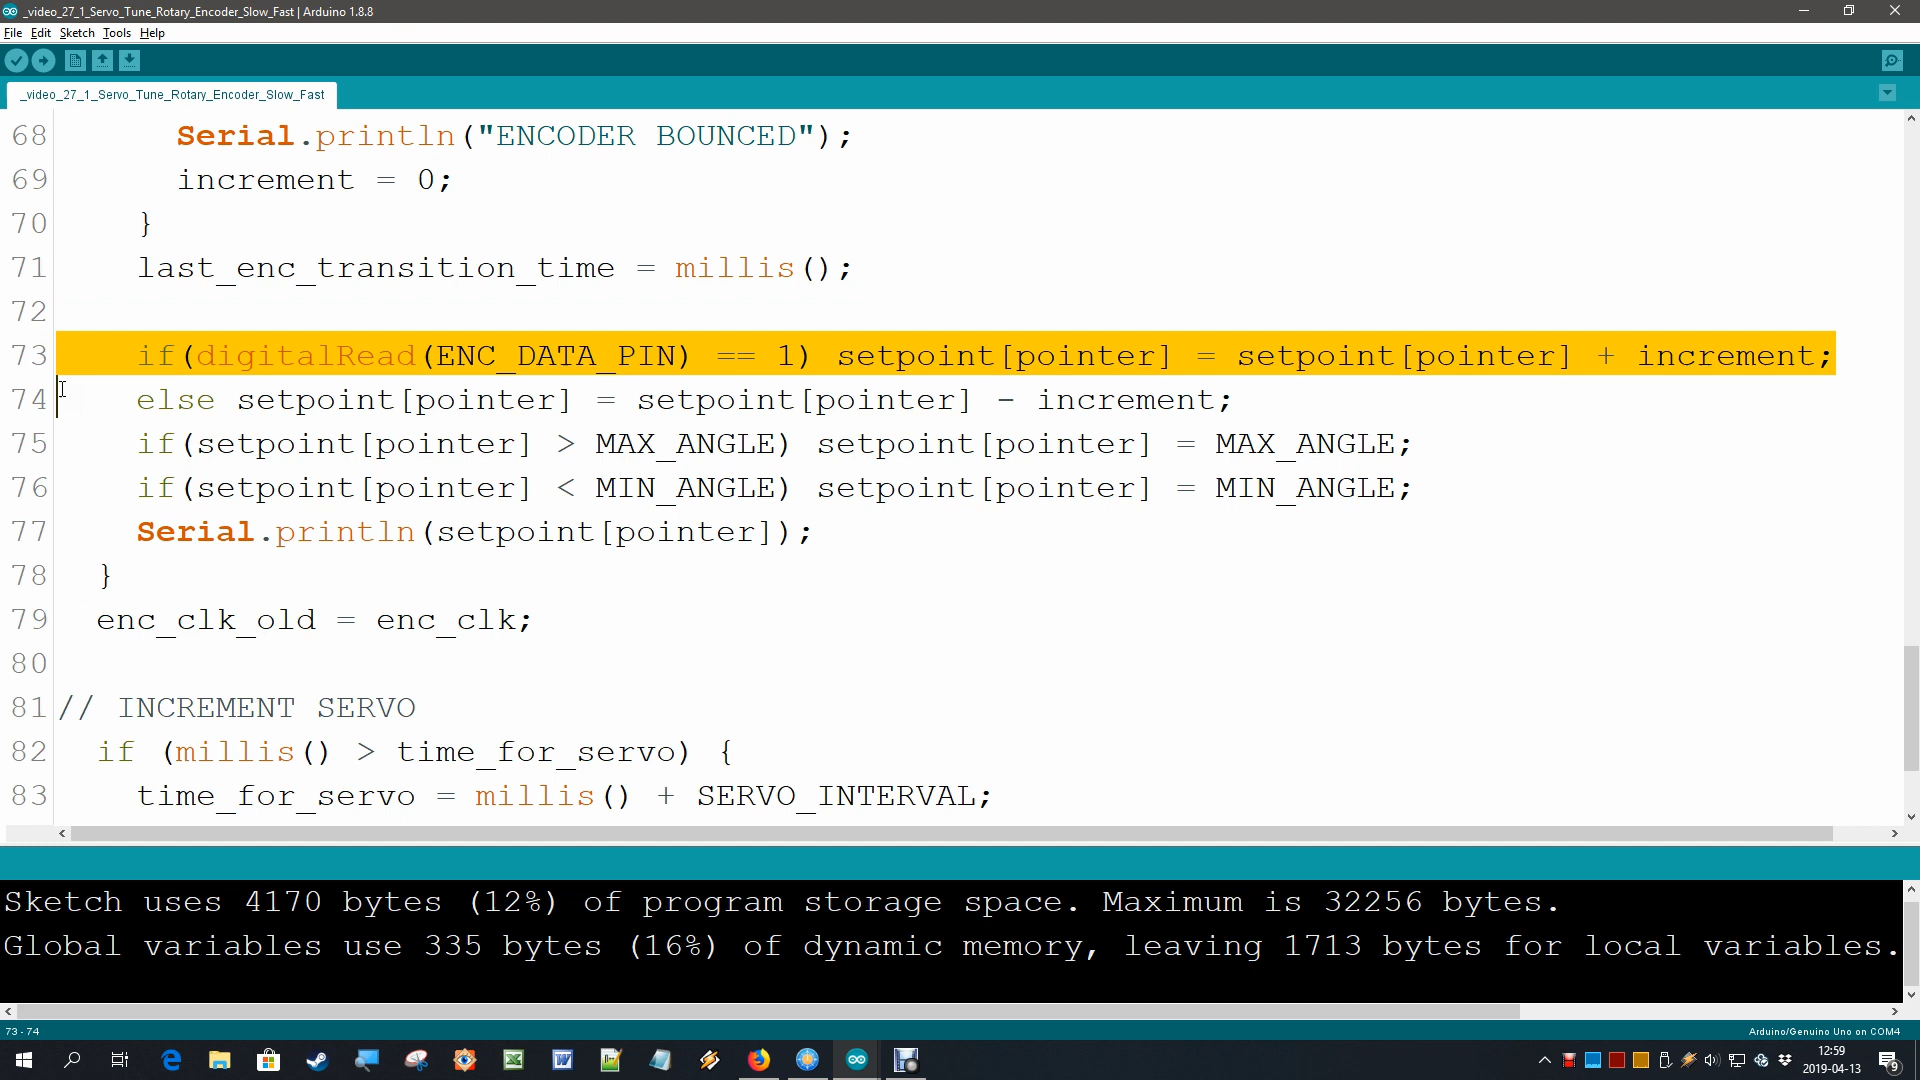 _video_27_1_Servo_Tune_Rotary_Encoder_Slow_Fast | Arduino 1.8.8
File Edit Sketch Tools Help
_video_27_1_Servo_Tune_Rotary_Encoder_Slow_Fast
68 Serial.println("ENCODER BOUNCED");
69 increment = 0;
70 }
71 last_enc_transition_time = millis();
72
73 if(digitalRead(ENC_DATA_PIN) == 1) setpoint[pointer] = setpoint[pointer] + increment;
74 else setpoint[pointer] = setpoint[pointer] - increment;
75 if(setpoint[pointer] > MAX_ANGLE) setpoint[pointer] = MAX_ANGLE;
76 if(setpoint[pointer] < MIN_ANGLE) setpoint[pointer] = MIN_ANGLE;
77 Serial.println(setpoint[pointer]);
78 }
79 enc_clk_old = enc_clk;
80
81 // INCREMENT SERVO
82 if (millis() > time_for_servo) {
83 time_for_servo = millis() + SERVO_INTERVAL;
Sketch uses 4170 bytes (12%) of program storage space. Maximum is 32256 bytes.
Global variables use 335 bytes (16%) of dynamic memory, leaving 1713 bytes for local variables.
73 - 74
Arduino/Genuino Uno on COM4
12:59
2019-04-13
9